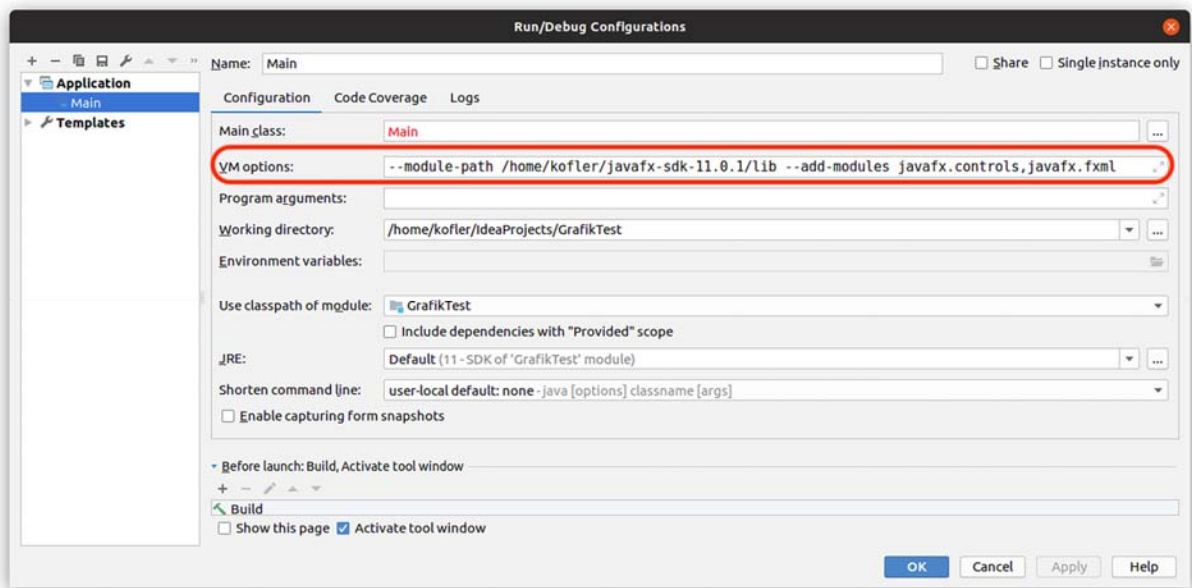 Run/Debug Configurations
Name: Main
Share
Single instance only
Application
Main
Templates
Configuration Code Coverage Logs
Main class: Main
VM options: --module-path /home/kofler/javafx-sdk-11.0.1/lib --add-modules javafx.controls,javafx.fxml
Program arguments:
Working directory: /home/kofler/IdeaProjects/GrafikTest
Environment variables:
Use classpath of module: GrafikTest
Include dependencies with "Provided" scope
JRE: Default (11 - SDK of 'GrafikTest' module)
Shorten command line: user-local default: none - java [options] classname [args]
Enable capturing form snapshots
Before launch: Build, Activate tool window
Build
Show this page Activate tool window
OK Cancel Apply Help